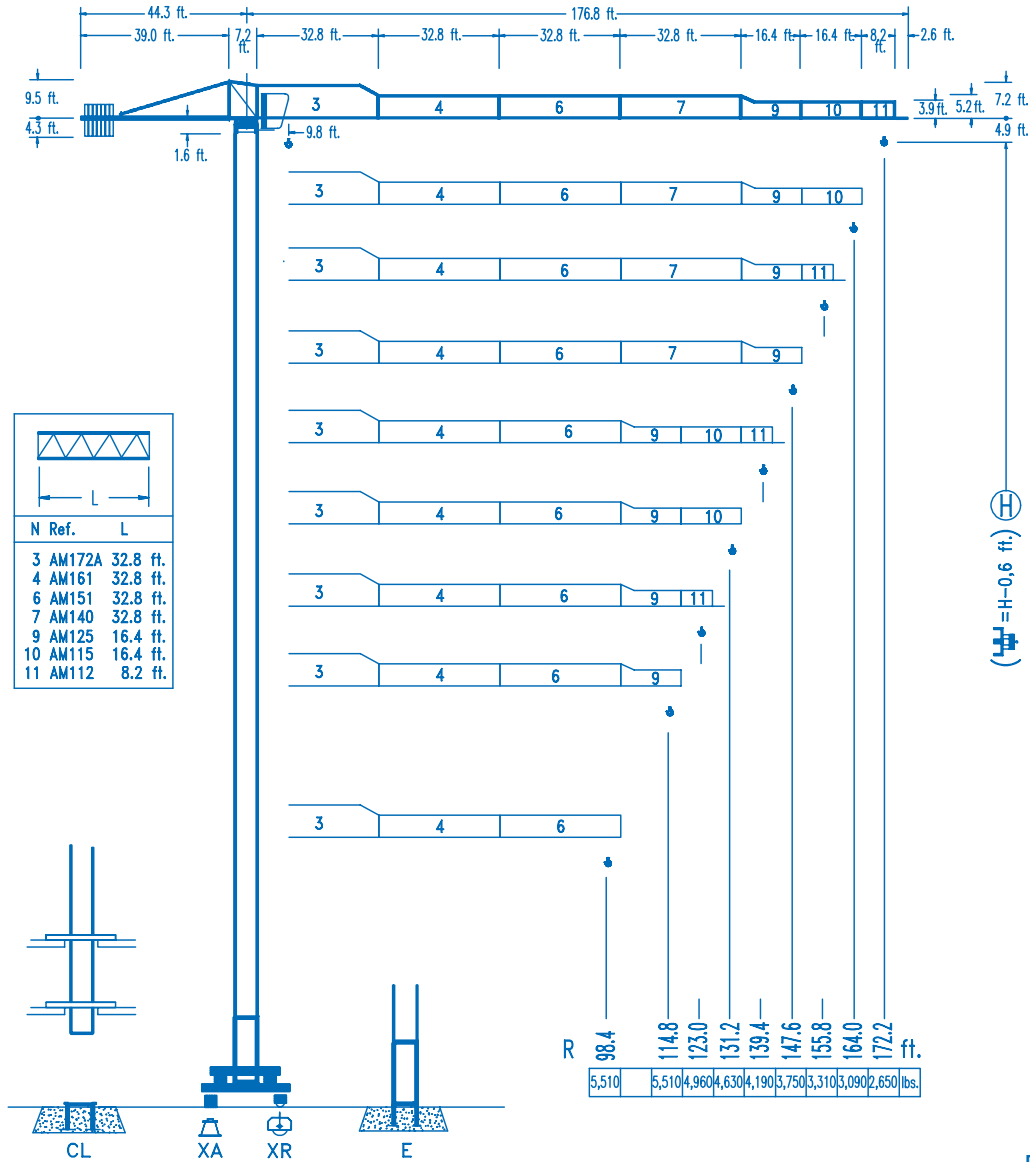 44.3 ft. 176.8 ft.
39.0 ft. 7.2 ft. 32.8 ft. 32.8 ft. 32.8 ft. 32.8 ft. 16.4 ft. 16.4 ft. 8.2 ft. 2.6 ft.
9.5 ft.
4.3 ft.
3 4 6 7 9 10 11
3.9 ft. 5.2 ft. 7.2 ft.
4.9 ft.
1.6 ft.
9.8 ft.
3 4 6 7 9 10
3 4 6 7 9 11
3 4 6 7 9
3 4 6 9 10 11
3 4 6 9 10
3 4 6 9 11
3 4 6 9
3 4 6
L
N Ref. L
3 AM172A 32.8 ft.
4 AM161 32.8 ft.
6 AM151 32.8 ft.
7 AM140 32.8 ft.
9 AM125 16.4 ft.
10 AM115 16.4 ft.
11 AM112 8.2 ft.
H
( =H-0,6 ft.)
R 98.4 114.8 123.0 131.2 139.4 147.6 155.8 164.0 172.2 ft.
5,510 5,510 4,960 4,630 4,190 3,750 3,310 3,090 2,650 lbs.
CL XA XR E